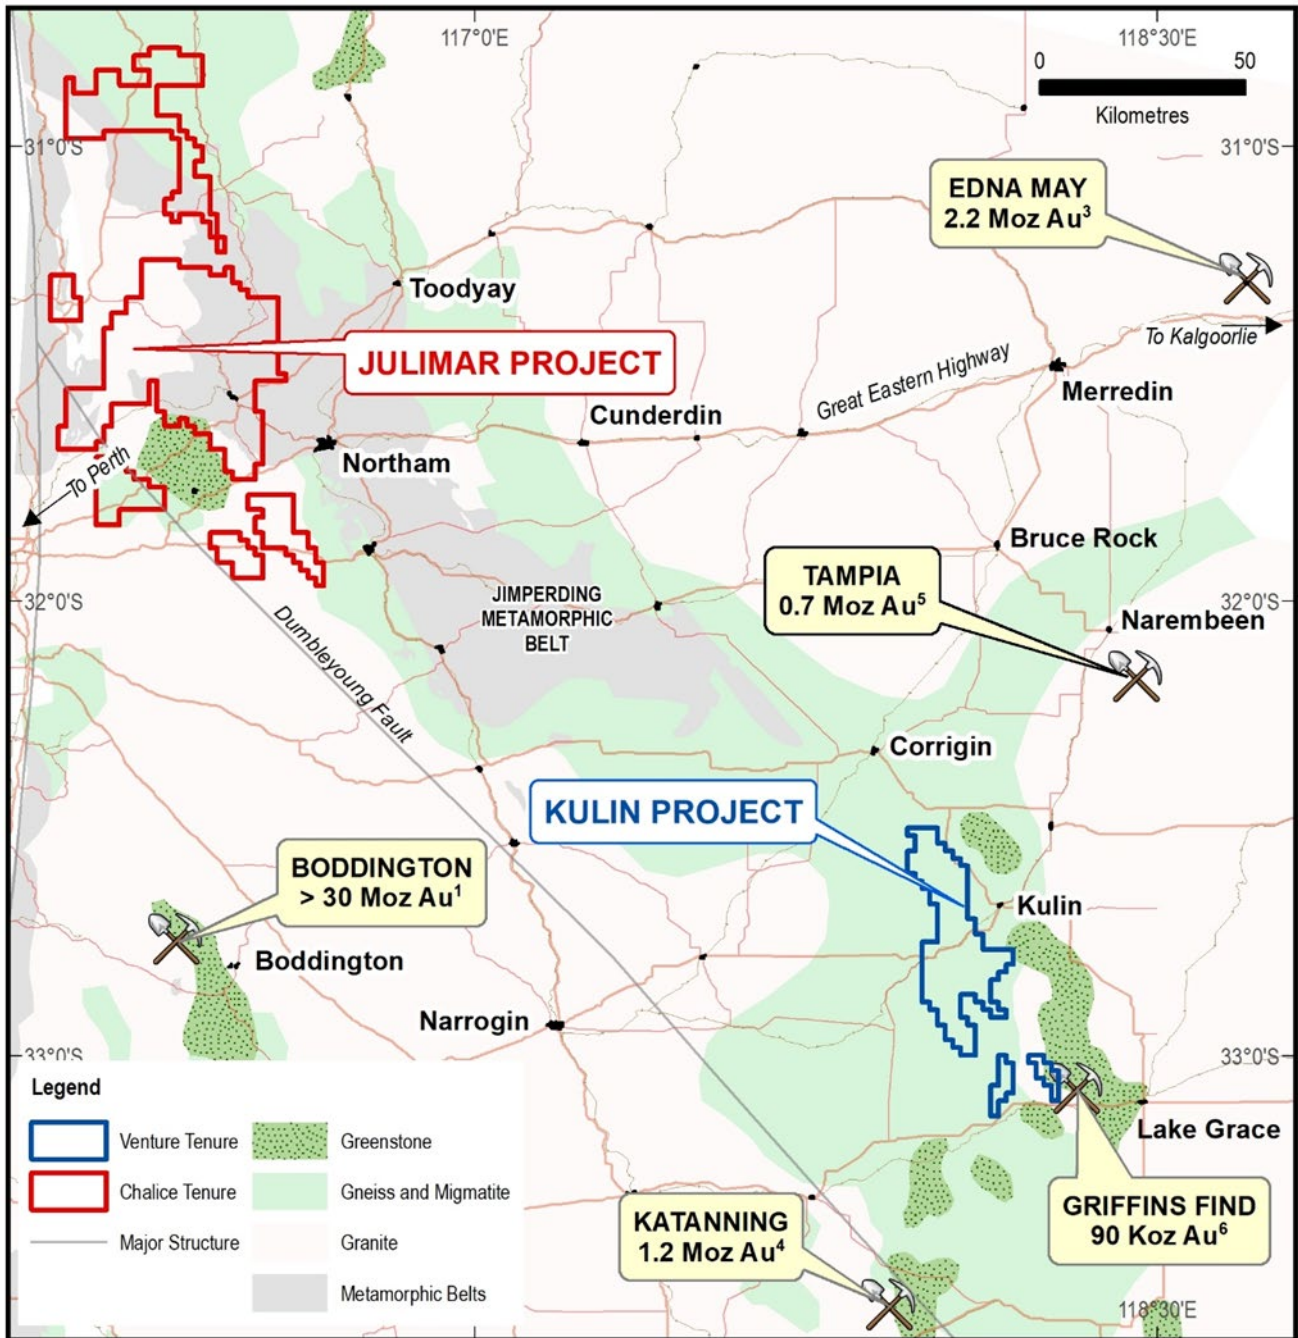 117°0'E
118°30'E
0 50
Kilometres
31°0'S
31°0'S
EDNA MAY
2.2 Moz Au³
Toodyay
To Kalgoorlie
JULIMAR PROJECT
Great Eastern Highway
Merredin
Cunderdin
Northam
To Perth
Bruce Rock
TAMPIA
0.7 Moz Au⁵
JIMPERDING
METAMORPHIC
BELT
32°0'S
32°0'S
Narembeen
Dumbleyoung Fault
Corrigin
KULIN PROJECT
BODDINGTON
> 30 Moz Au¹
Kulin
Boddington
Narrogin
33°0'S
33°0'S
Legend
Venture Tenure
Greenstone
Chalice Tenure
Gneiss and Migmatite
Major Structure
Granite
Metamorphic Belts
Lake Grace
GRIFFINS FIND
90 Koz Au⁶
KATANNING
1.2 Moz Au⁴
118°30'E